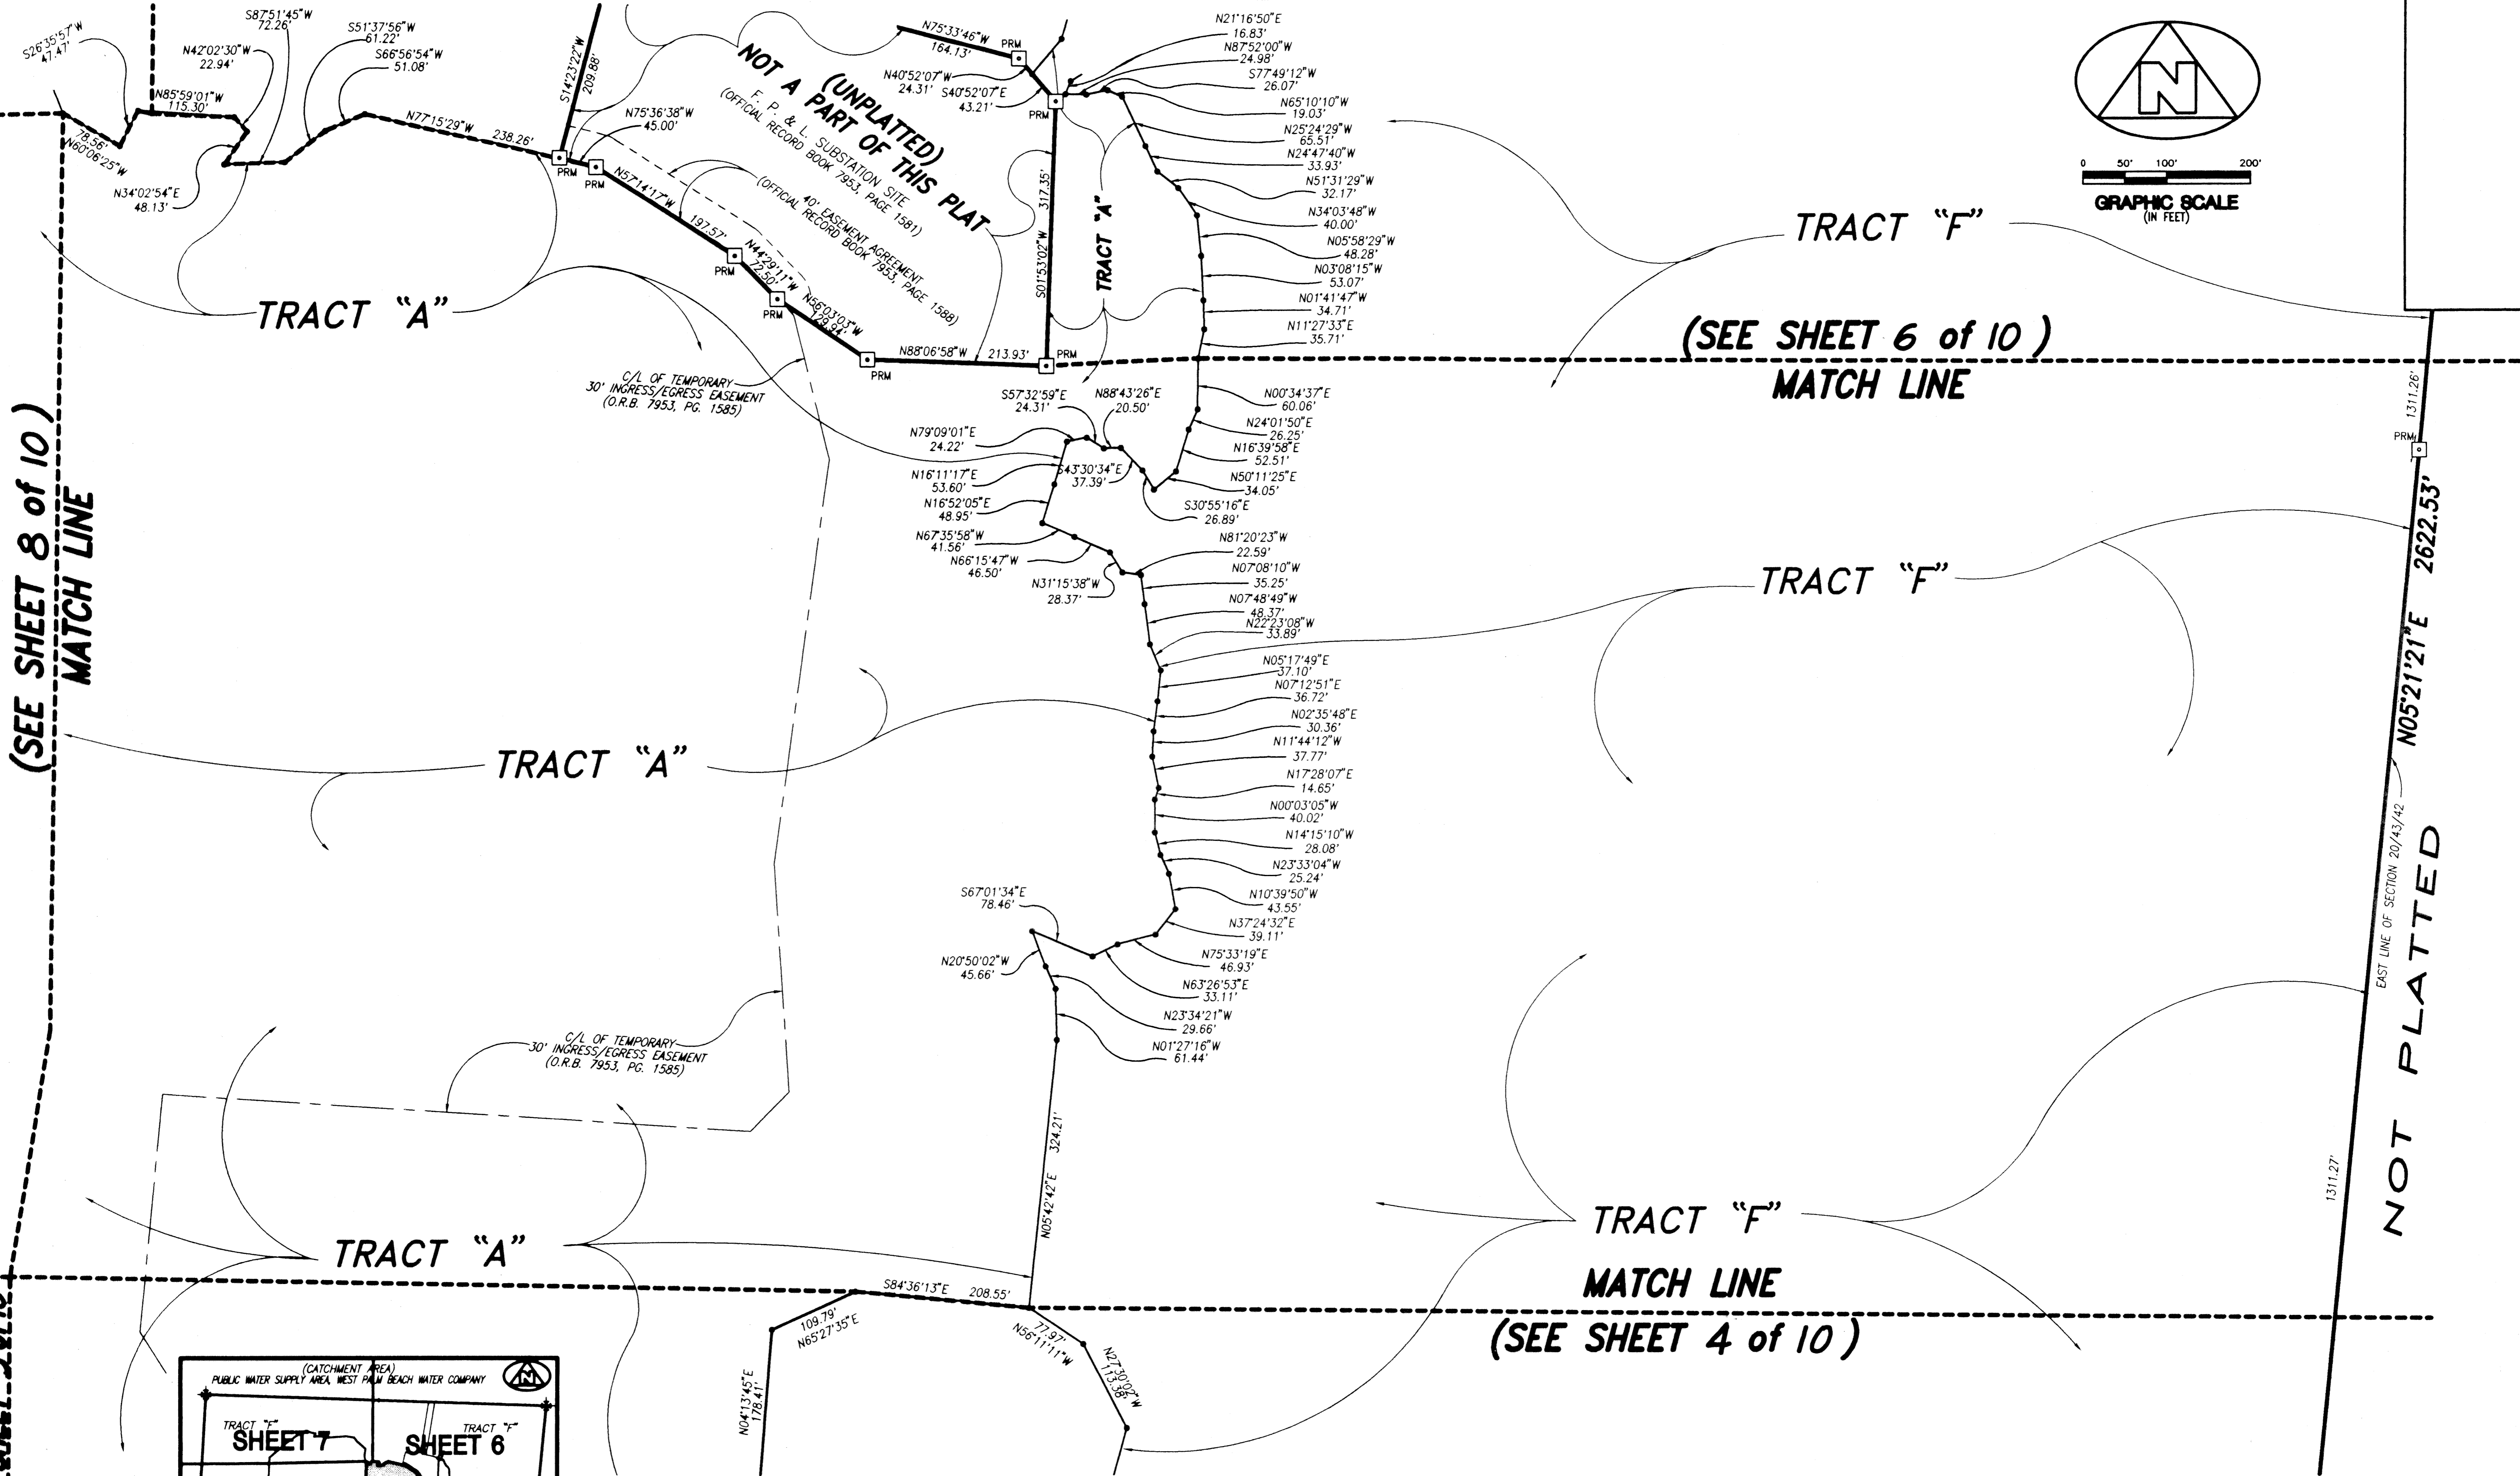 S26°35'57"W
47.47'
S87°51'45"W
72.26'
N42°02'30"W
22.94'
S51°37'56"W
61.22'
S66°56'54"W
51.08'
N85°59'01"W
115.30'
78.56'
N60°06'25"W
N34°02'54"E
48.13'
N77°15'29"W 238.26'
S14°23'22"W
209.88'
N75°36'38"W
45.00'
PRM
PRM
N57°14'17"W 197.57'
PRM
N44°29'11"W
72.50'
PRM
N56°03'03"W
129.94'
PRM
N88°06'58"W 213.93'
PRM
(UNPLATTED)
NOT A PART OF THIS PLAT
F. P. & L. SUBSTATION SITE
(OFFICIAL RECORD BOOK 7953, PAGE 1581)
40' EASEMENT AGREEMENT
(OFFICIAL RECORD BOOK 7953, PAGE 1588)
N75°33'46"W
164.13'
PRM
N40°52'07"W
24.31'
S40°52'07"E
43.21'
PRM
S01°53'02"W 317.35'
TRACT "A"
N21°16'50"E
16.83'
N87°52'00"W
24.98'
S77°49'12"W
26.07'
N65°10'10"W
19.03'
N25°24'29"W
65.51'
N24°47'40"W
33.93'
N51°31'29"W
32.17'
N34°03'48"W
40.00'
N05°58'29"W
48.28'
N03°08'15"W
53.07'
N01°41'47"W
34.71'
N11°27'33"E
35.71'
N
0 50' 100' 200'
GRAPHIC SCALE
(IN FEET)
TRACT "F"
TRACT "A"
(SEE SHEET 6 of 10 )
MATCH LINE
(SEE SHEET 8 of 10 )
MATCH LINE
C/L OF TEMPORARY
30' INGRESS/EGRESS EASEMENT
(O.R.B. 7953, PG. 1585)
S57°32'59"E
24.31'
N88°43'26"E
20.50'
N79°09'01"E
24.22'
N16°11'17"E
53.60'
N16°52'05"E
48.95'
N67°35'58"W
41.56'
N66°15'47"W
46.50'
N31°15'38"W
28.37'
S43°30'34"E
37.39'
N00°34'37"E
60.06'
N24°01'50"E
26.25'
N16°39'58"E
52.51'
N50°11'25"E
34.05'
S30°55'16"E
26.89'
N81°20'23"W
22.59'
N07°08'10"W
35.25'
N07°48'49"W
48.37'
N22°23'08"W
33.89'
N05°17'49"E
37.10'
N07°12'51"E
36.72'
N02°35'48"E
30.36'
N11°44'12"W
37.77'
N17°28'07"E
14.65'
N00°03'05"W
40.02'
N14°15'10"W
28.08'
N23°33'04"W
25.24'
N10°39'50"W
43.55'
N37°24'32"E
39.11'
N75°33'19"E
46.93'
N63°26'53"E
33.11'
S67°01'34"E
78.46'
N20°50'02"W
45.66'
N23°34'21"W
29.66'
N01°27'16"W
61.44'
N05°42'42"E 324.21'
TRACT "F"
1311.26'
PRM
N05°21'21"E 2622.53'
EAST LINE OF SECTION 20/43/42
NOT PLATTED
1311.27'
TRACT "A"
C/L OF TEMPORARY
30' INGRESS/EGRESS EASEMENT
(O.R.B. 7953, PG. 1585)
TRACT "A"
TRACT "F"
MATCH LINE
(SEE SHEET 4 of 10 )
S84°36'13"E 208.55'
109.79'
N65°27'35"E
N04°13'45"E
178.41'
77.97'
N56°11'11"W
N27°30'02"W
113.38'
(CATCHMENT AREA)
PUBLIC WATER SUPPLY AREA, WEST PALM BEACH WATER COMPANY
N
TRACT "F"
SHEET 7
TRACT "F"
SHEET 6